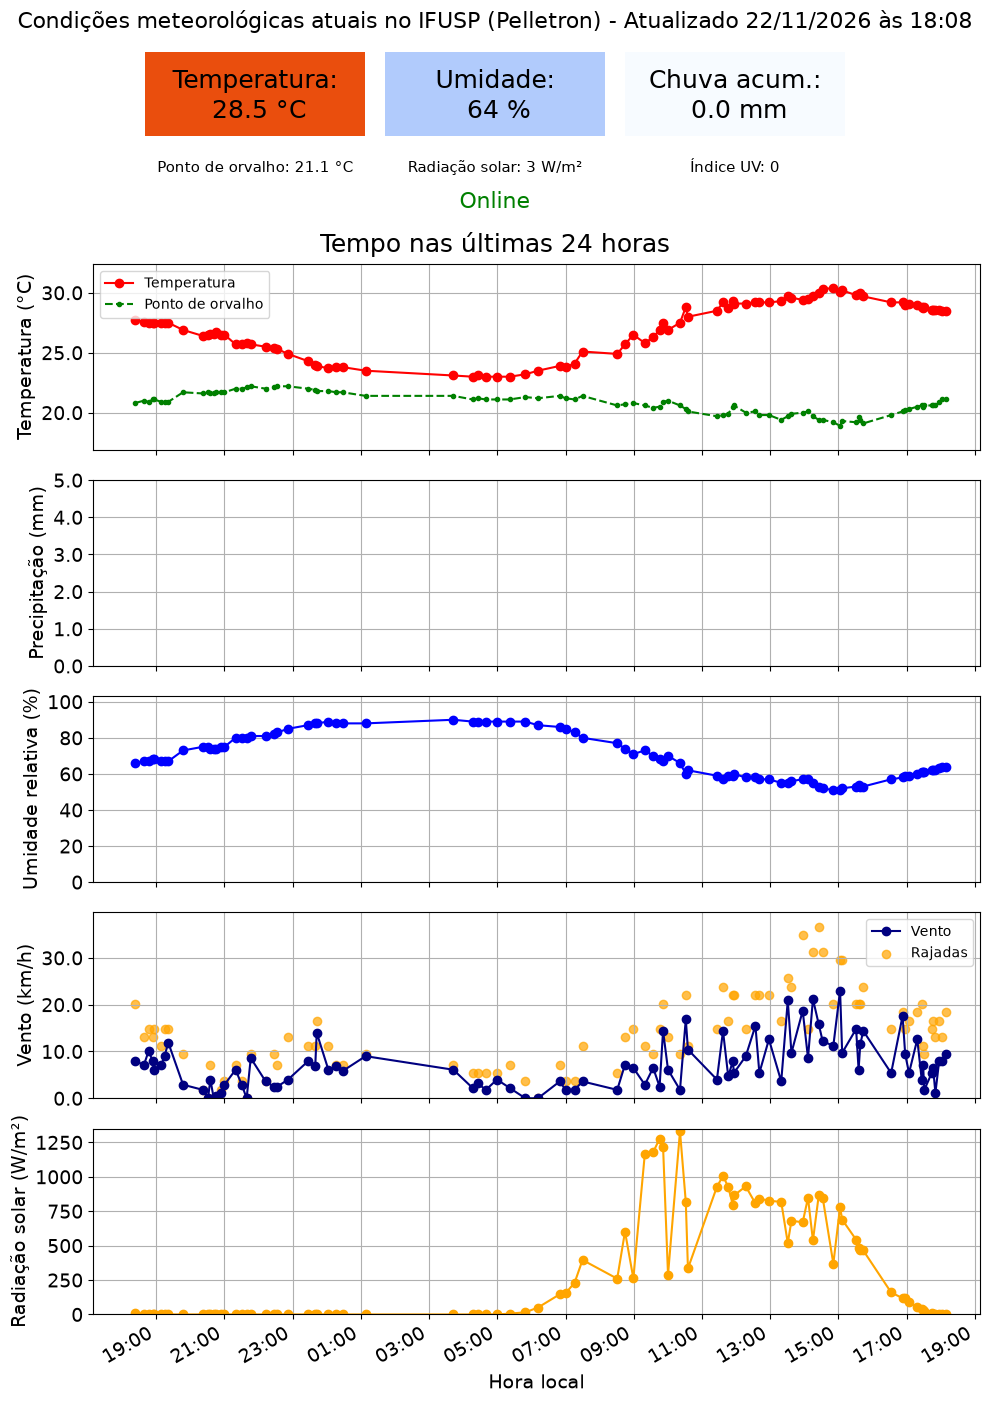 Condições meteorológicas atuais no IFUSP (Pelletron) - Atualizado 22/11/2026 às 18:08
Temperatura:
28.5 °C
Umidade:
64 %
Chuva acum.:
0.0 mm
Ponto de orvalho: 21.1 °C
Radiação solar: 3 W/m²
Índice UV: 0
Online
Tempo nas últimas 24 horas
Temperatura (°C)
30.0
25.0
20.0
Temperatura
Ponto de orvalho
Precipitação (mm)
5.0
4.0
3.0
2.0
1.0
0.0
Umidade relativa (%)
100
80
60
40
20
0
Vento (km/h)
30.0
20.0
10.0
0.0
Vento
Rajadas
Radiação solar (W/m²)
1250
1000
750
500
250
0
19:00
21:00
23:00
01:00
03:00
05:00
07:00
09:00
11:00
13:00
15:00
17:00
19:00
Hora local